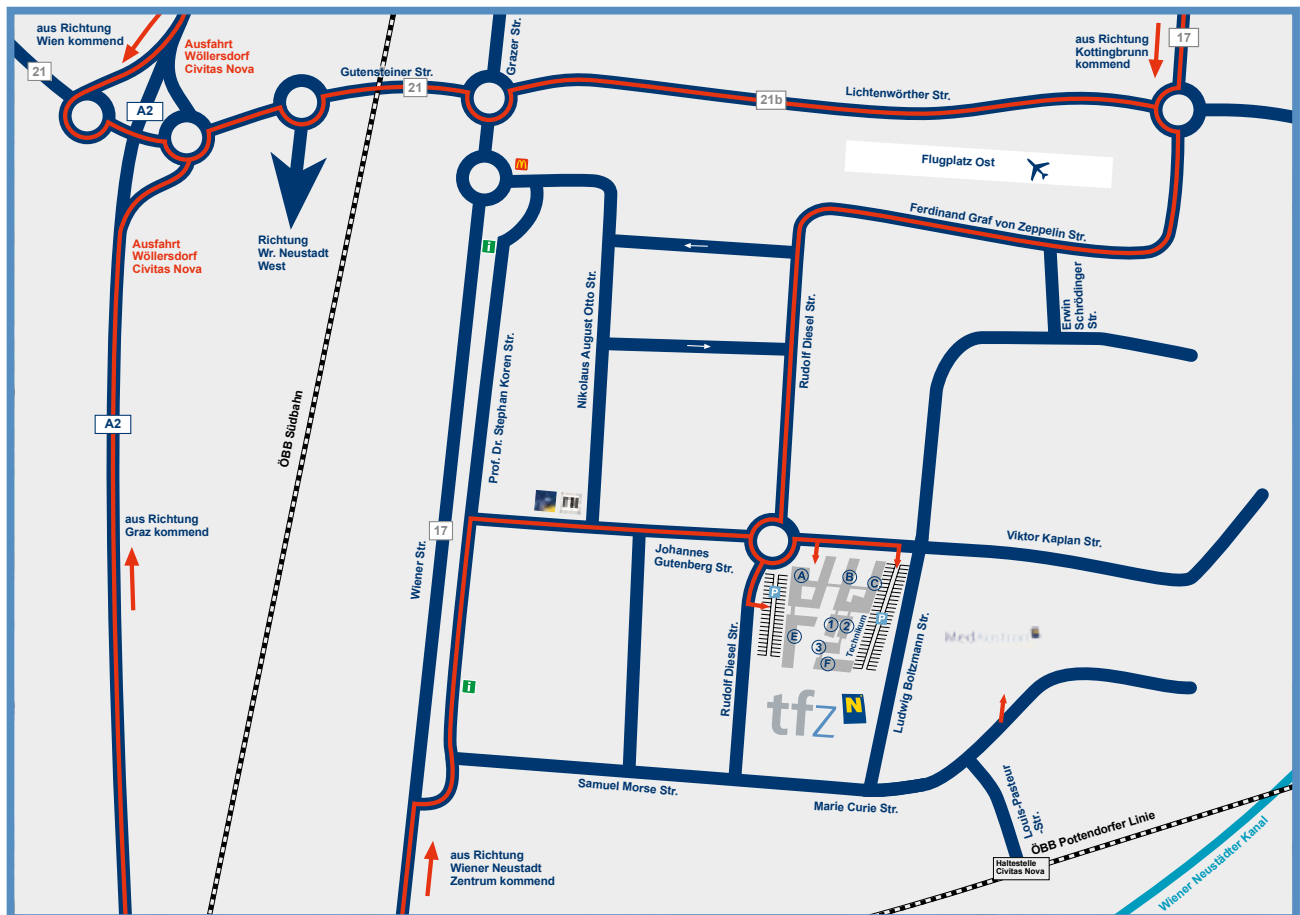 aus Richtung
Wien kommend
Ausfahrt
Wöllersdorf
Civitas Nova
21
A2
Gutensteiner Str.
21
Grazer Str.
21b
Lichtenwörther Str.
aus Richtung
Kottingbrunn
kommend
17
Flugplatz Ost
Ferdinand Graf von Zeppelin Str.
Erwin
Schrödinger
Str.
Ausfahrt
Wöllersdorf
Civitas Nova
Richtung
Wr. Neustadt
West
i
A2
ÖBB Südbahn
Prof. Dr. Stephan Koren Str.
Nikolaus August Otto Str.
Rudolf Diesel Str.
aus Richtung
Graz kommend
17
Wiener Str.
Johannes
Gutenberg Str.
Viktor Kaplan Str.
A
B
C
P
P
E
1
2
3
F
Technikum
Rudolf Diesel Str.
Ludwig Boltzmann Str.
MedAustron
i
tfz
N
Samuel Morse Str.
Marie Curie Str.
Louis-Pasteur
-Str.
ÖBB Pottendorfer Linie
Haltestelle
Civitas Nova
Wiener Neustädter Kanal
aus Richtung
Wiener Neustadt
Zentrum kommend